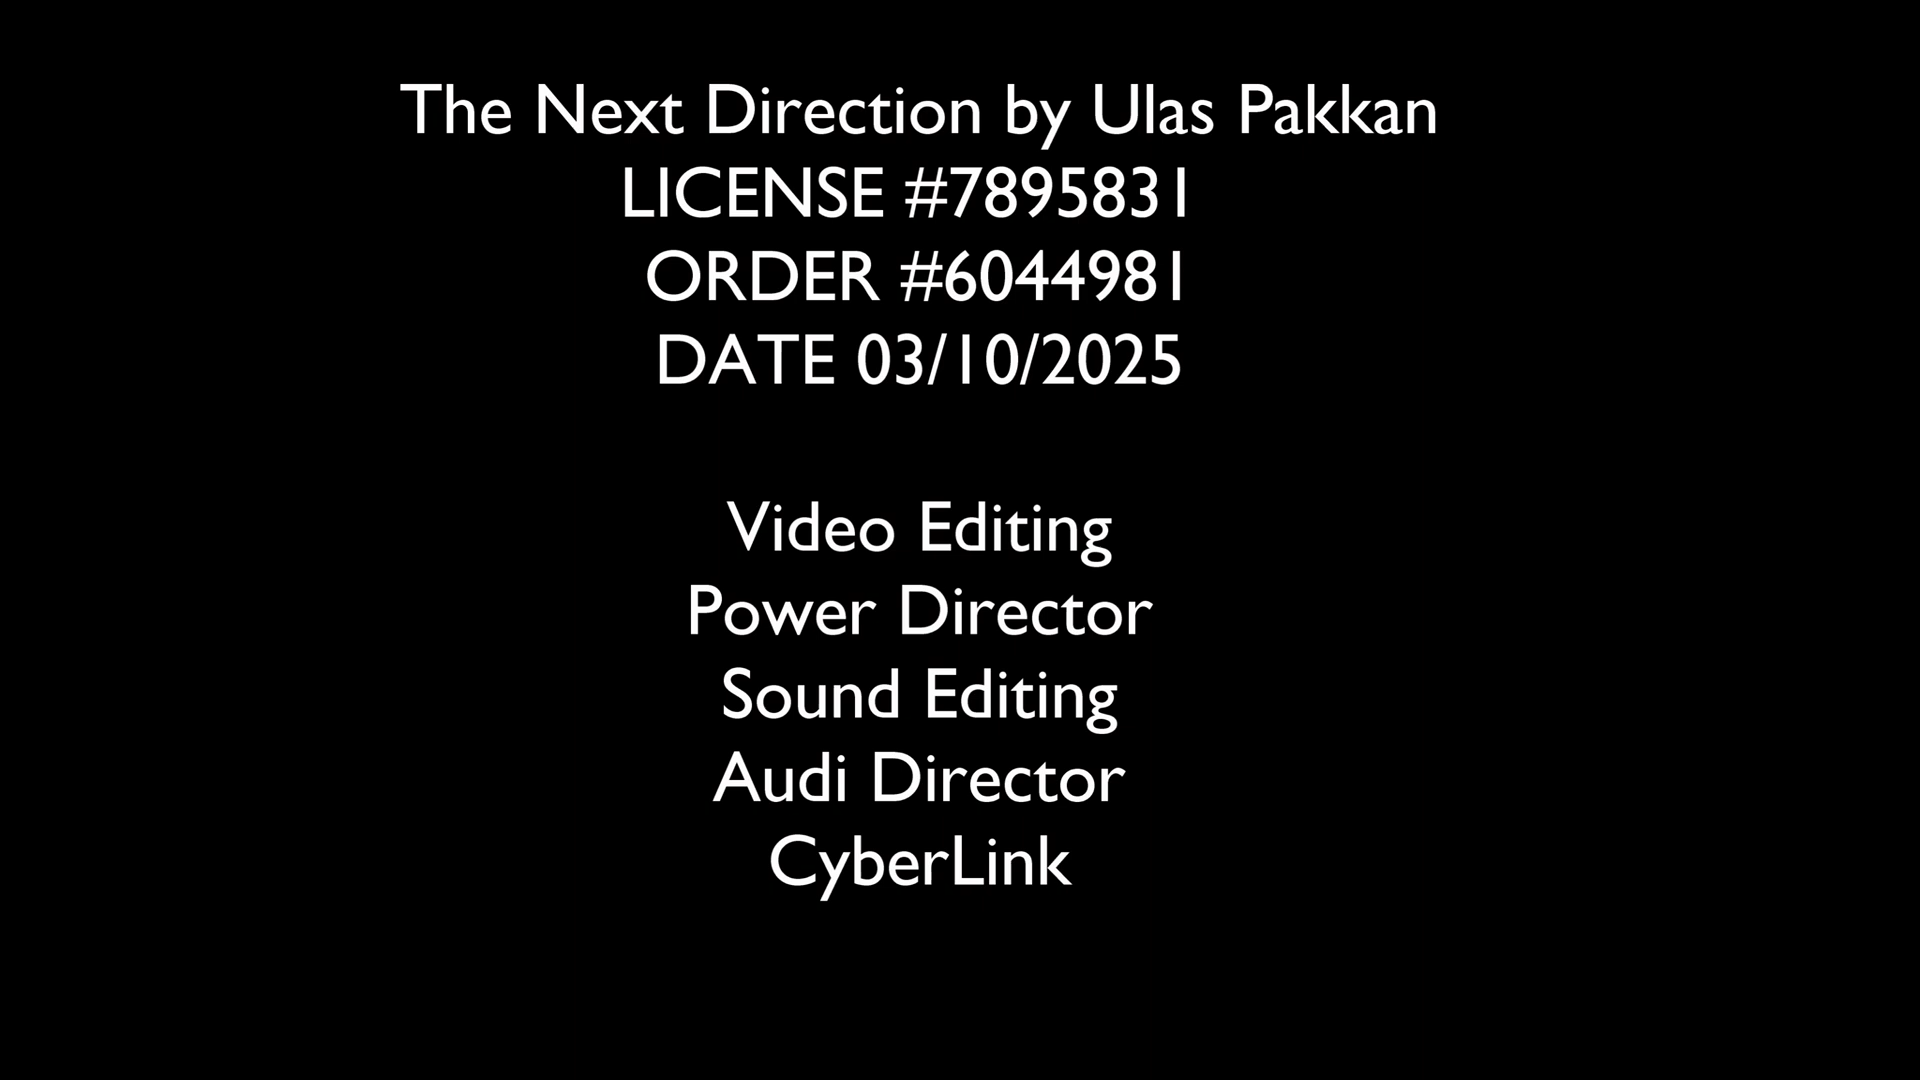 The Next Direction by Ulas Pakkan
LICENSE #7895831
ORDER #6044981
DATE 03/10/2025
Video Editing
Power Director
Sound Editing
Audi Director
CyberLink